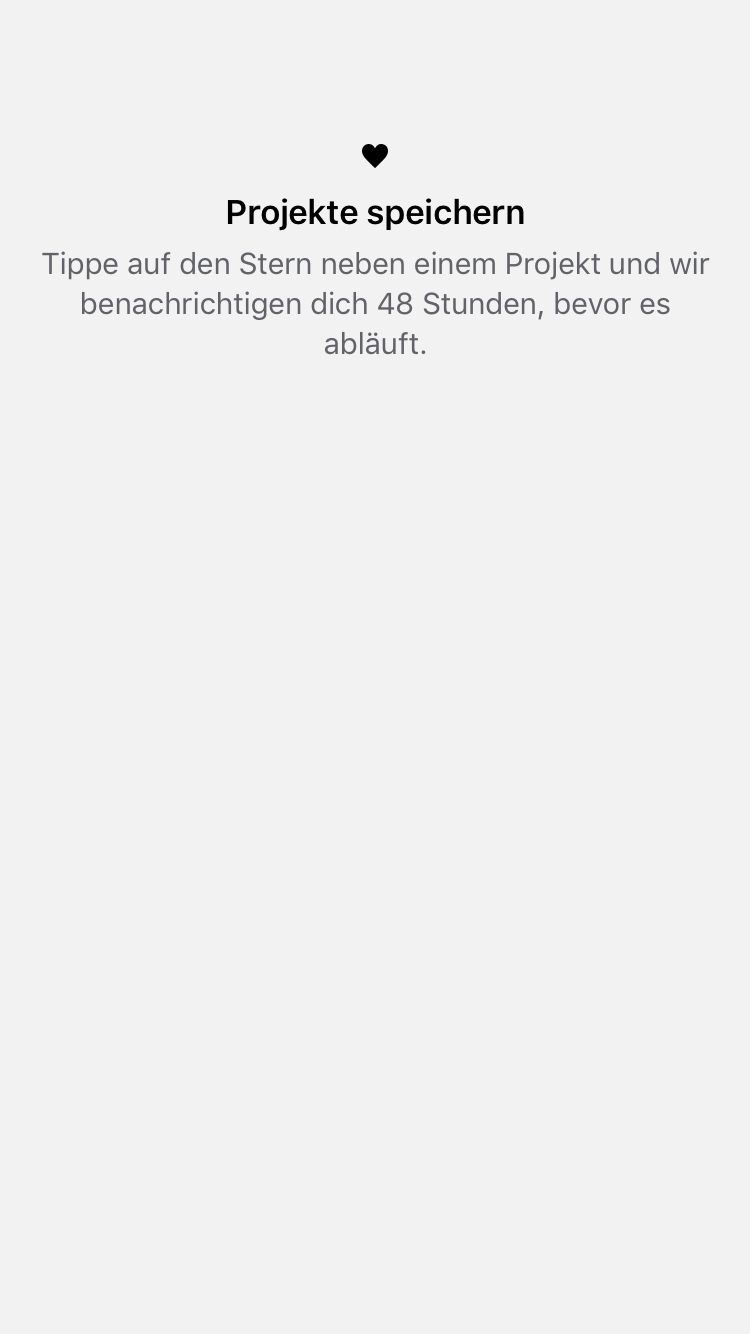 Projekte speichern
Tippe auf den Stern neben einem Projekt und wir
benachrichtigen dich 48 Stunden, bevor es
abläuft.